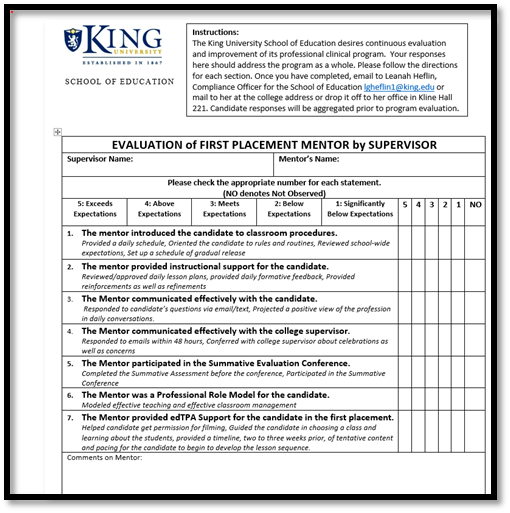 KING
UNIVERSITY
ESTABLISHED IN 1867
SCHOOL OF EDUCATION
Instructions:
The King University School of Education desires continuous evaluation
and improvement of its professional clinical program. Your responses
here should address the program as a whole. Please follow the directions
for each section. Once you have completed, email to Leanah Heflin,
Compliance Officer for the School of Education lgheflin1@king.edu or
mail to her at the college address or drop it off to her office in Kline Hall
221. Candidate responses will be aggregated prior to program evaluation.
EVALUATION of FIRST PLACEMENT MENTOR by SUPERVISOR
Supervisor Name: Mentor's Name:
Please check the appropriate number for each statement.
(NO denotes Not Observed)
5: Exceeds 4: Above 3: Meets 2: Below 1: Significantly 5 4 3 2 1 NO
Expectations Expectations Expectations Expectations Below Expectations
1. The mentor introduced the candidate to classroom procedures.
Provided a daily schedule, Oriented the candidate to rules and routines, Reviewed school-wide
expectations, Set up a schedule of gradual release
2. The mentor provided instructional support for the candidate.
Reviewed/approved daily lesson plans, provided daily formative feedback, Provided
reinforcements as well as refinements
3. The Mentor communicated effectively with the candidate.
Responded to candidate's questions via email/text, Projected a positive view of the profession
in daily conversations.
4. The Mentor communicated effectively with the college supervisor.
Responded to emails within 48 hours, Conferred with college supervisor about celebrations as
well as concerns
5. The Mentor participated in the Summative Evaluation Conference.
Completed the Summative Assessment before the conference, Participated in the Summative
Conference
6. The Mentor was a Professional Role Model for the candidate.
Modeled effective teaching and effective classroom management
7. The Mentor provided edTPA Support for the candidate in the first placement.
Helped candidate get permission for filming, Guided the candidate in choosing a class and
learning about the students, provided a timeline, two to three weeks prior, of tentative content
and pacing for the candidate to begin to develop the lesson sequence.
Comments on Mentor: